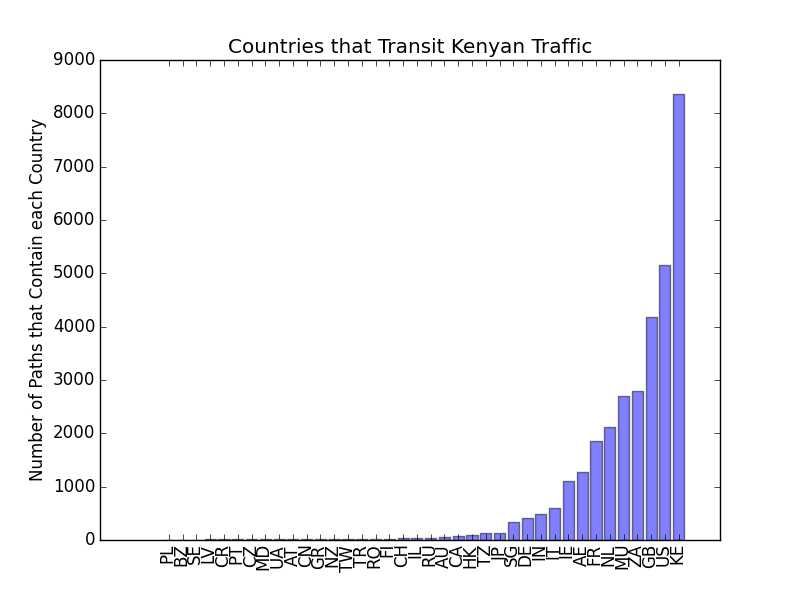 Countries that Transit Kenyan Traffic
Number of Paths that Contain each Country
9000
8000
7000
6000
5000
4000
3000
2000
1000
0
PL
BZ
SE
LV
CR
PT
CZ
MD
UA
AT
CN
GR
NZ
TW
TR
RO
FI
CH
IL
RU
AU
CA
HK
TZ
JP
SG
DE
IN
IT
IE
AE
FR
NL
MU
ZA
GB
US
KE